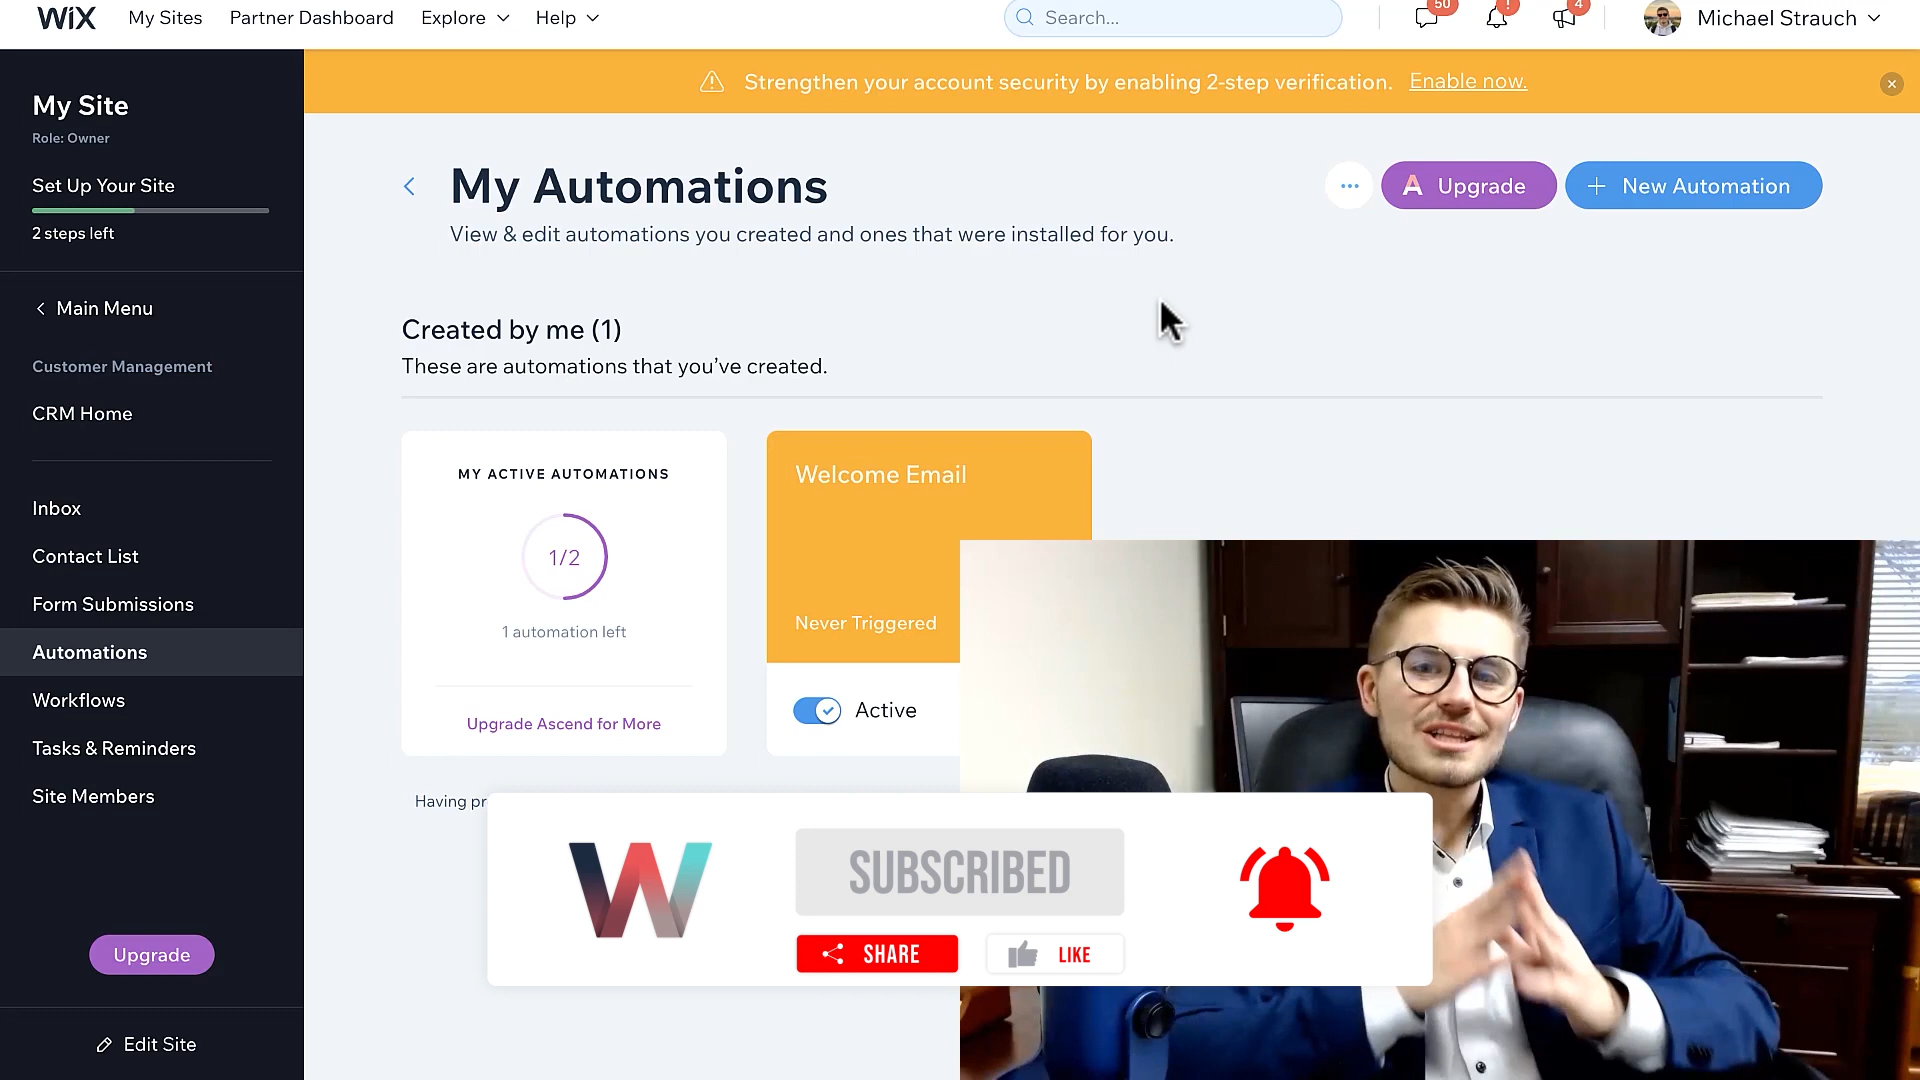 WiX My Sites Partner Dashboard Explore Help Search... 50 ! 4 Michael Strauch
Strengthen your account security by enabling 2-step verification. Enable now.
My Site
Role: Owner
Set Up Your Site
2 steps left
Main Menu
Customer Management
CRM Home
Inbox
Contact List
Form Submissions
Automations
Workflows
Tasks & Reminders
Site Members
Upgrade
Edit Site
My Automations
View & edit automations you created and ones that were installed for you.
A Upgrade
+ New Automation
Created by me (1)
These are automations that you’ve created.
MY ACTIVE AUTOMATIONS
1/2
1 automation left
Upgrade Ascend for More
Welcome Email
Never Triggered
Active
Having pr
W
SUBSCRIBED
SHARE
LIKE